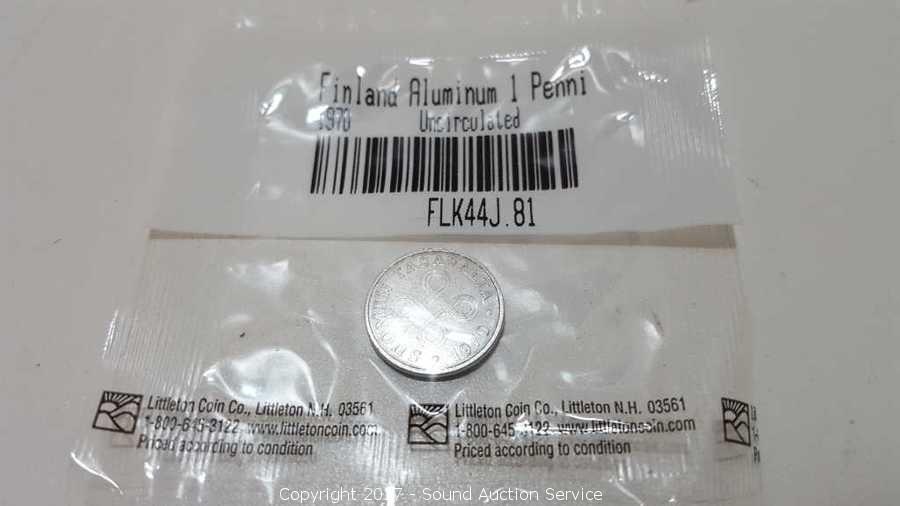 Finland Aluminum 1 Penni
1970 Uncirculated
FLK44J.81
SUOMEN TASAVALTA
Littleton Coin Co., Littleton N.H. 03561
1-800-645-3122 www.littletoncoin.com
Priced according to condition
Littleton Coin Co., Littleton N.H. 03561
1-800-645-3122 www.littletoncoin.com
Priced according to condition
Copyright 2017 - Sound Auction Service